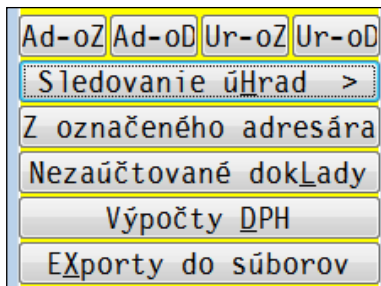 Ad-oZ Ad-oD Ur-oZ Ur-oD
Sledovanie úHrad >
Z označeného adresára
Nezaúčtované dokLady
Výpočty DPH
EXporty do súborov